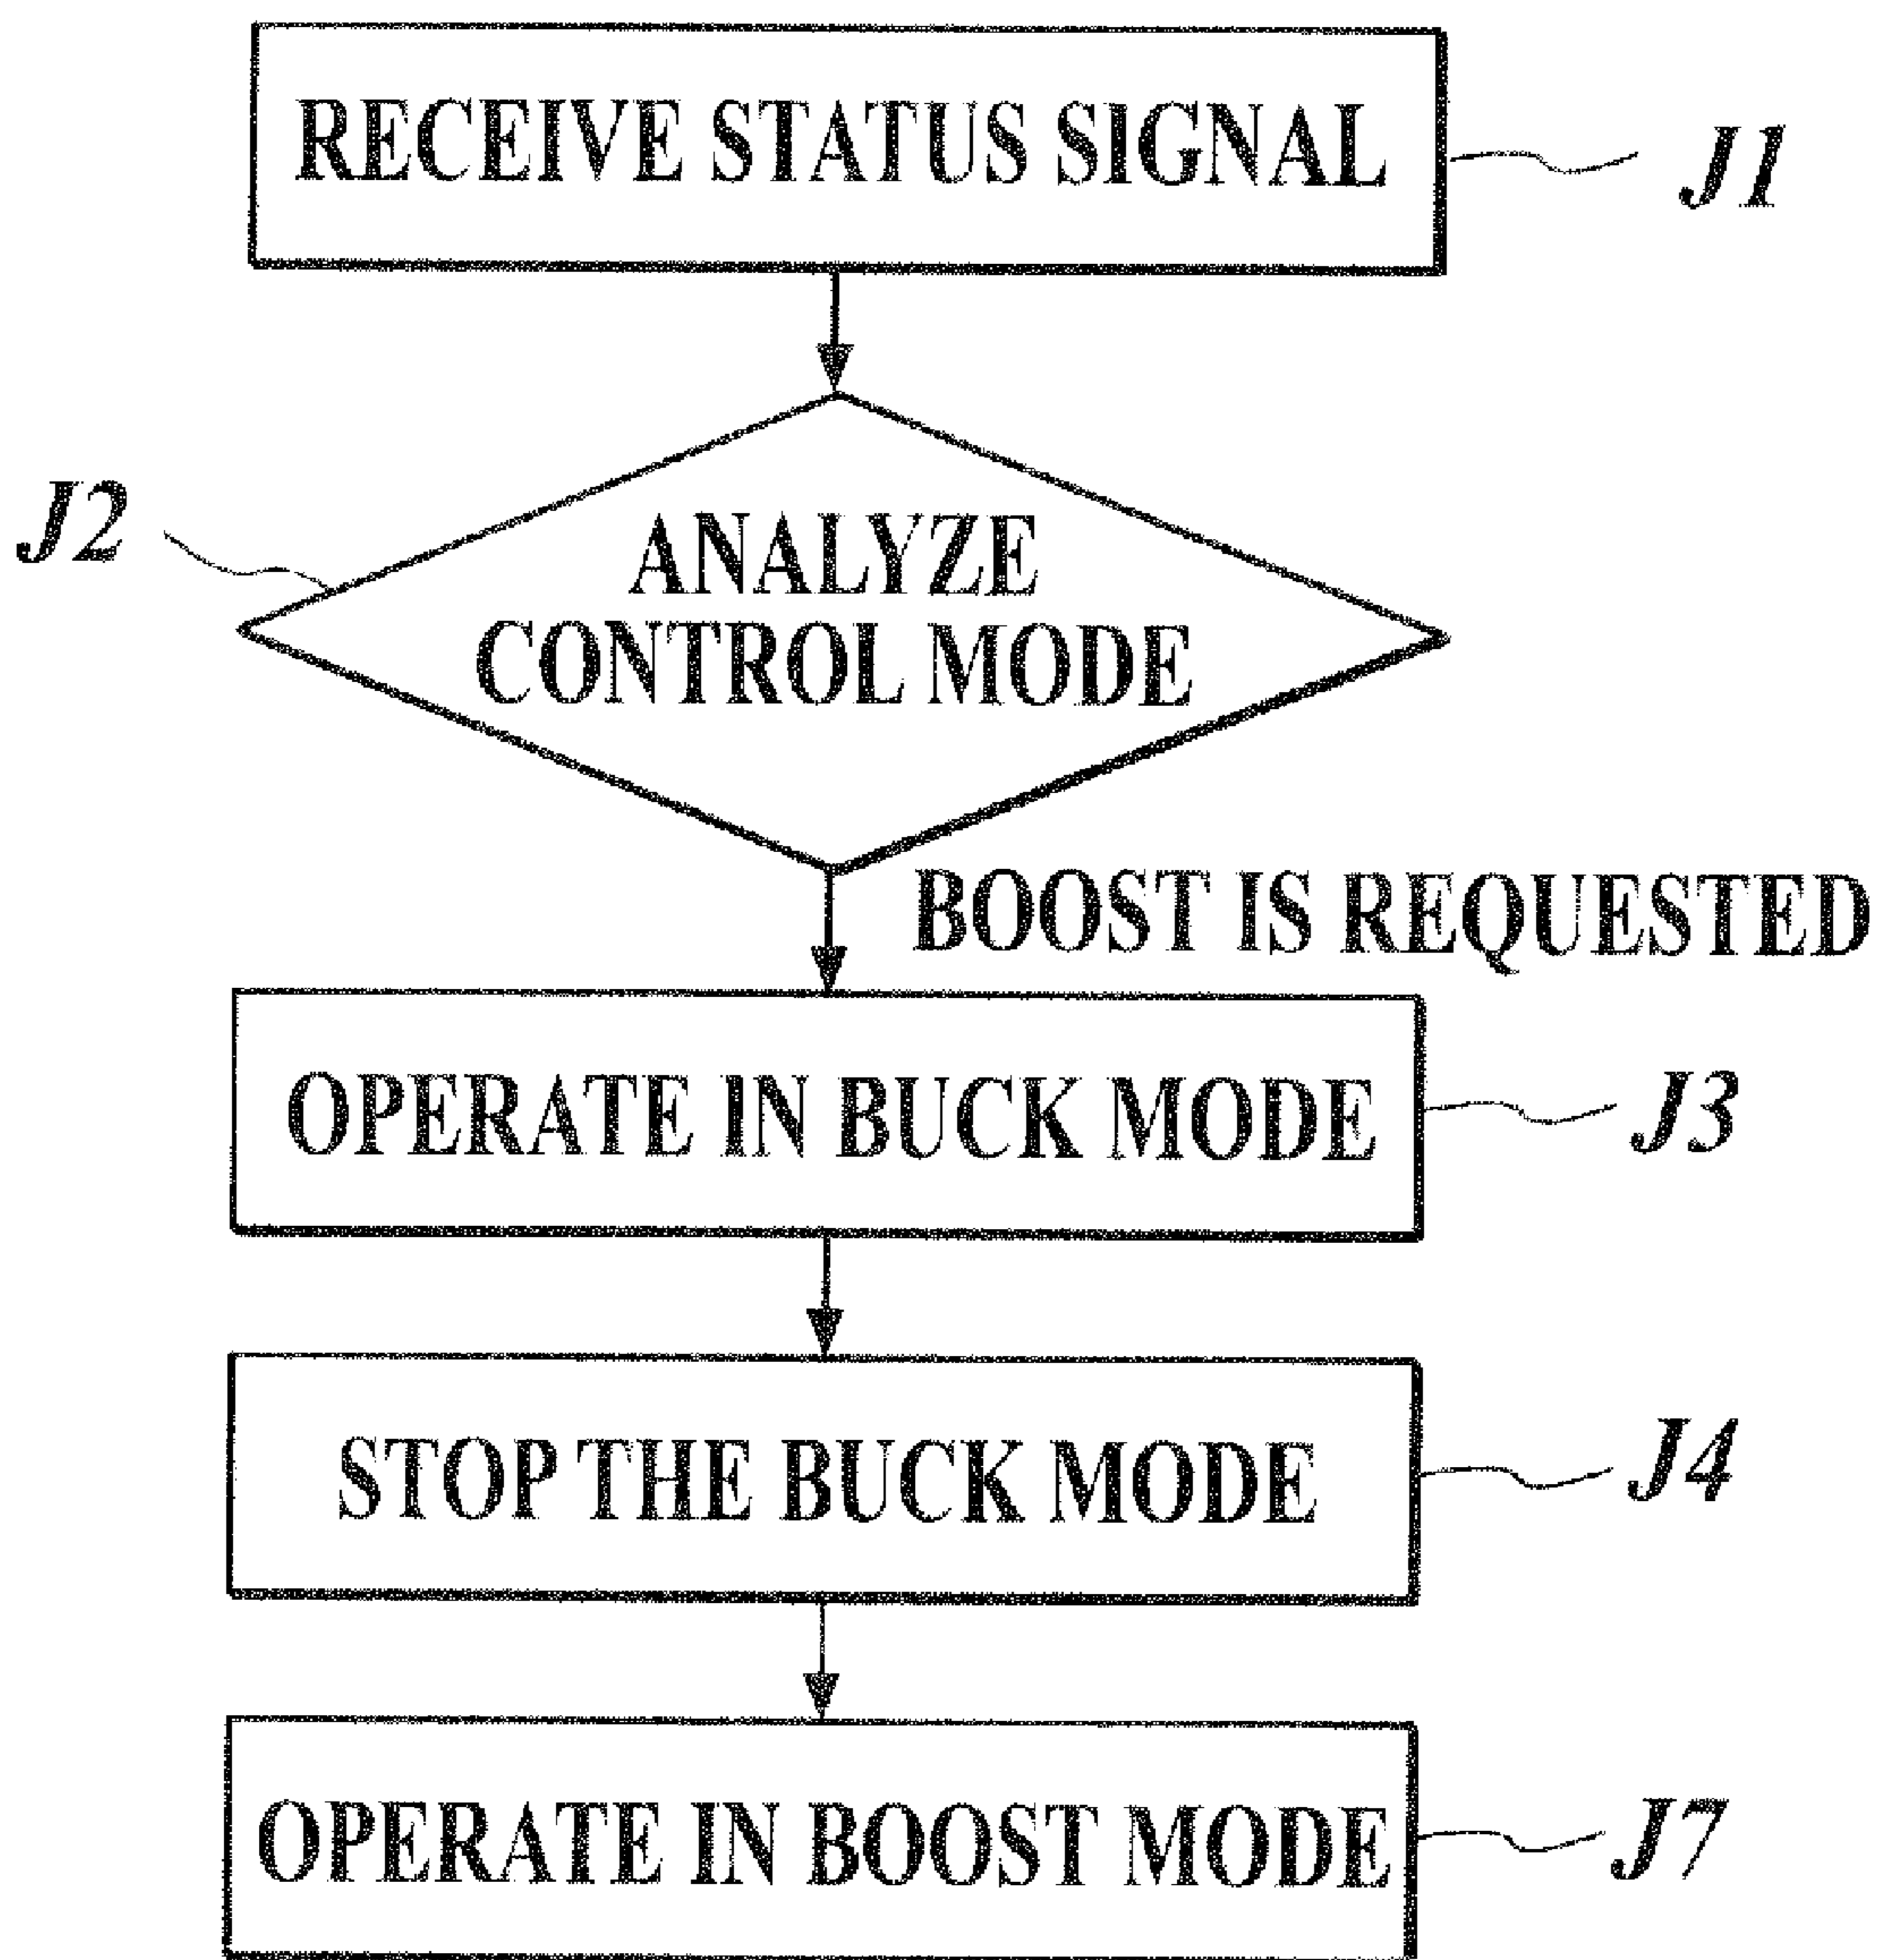 RECEIVE STATUS SIGNAL
J1
J2
ANALYZE
CONTROL MODE
BOOST IS REQUESTED
OPERATE IN BUCK MODE
J3
STOP THE BUCK MODE
J4
OPERATE IN BOOST MODE
J7